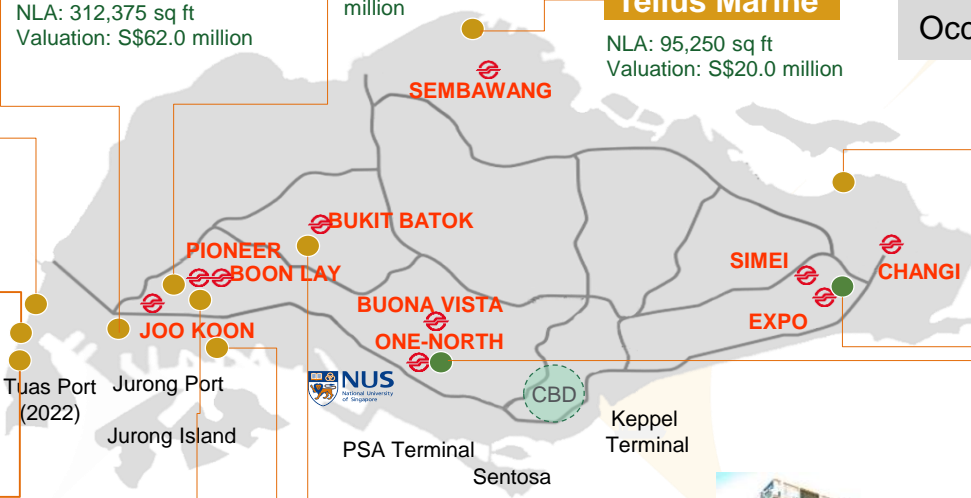 NLA: 312,375 sq ft
Valuation: S$62.0 million
million
Tellus Marine
NLA: 95,250 sq ft
Valuation: S$20.0 million
SEMBAWANG
BUKIT BATOK
PIONEER
BOON LAY
SIMEI
CHANGI
BUONA VISTA
EXPO
JOO KOON
ONE-NORTH
Tuas Port
(2022)
Jurong Port
NUS
National University
of Singapore
CBD
Jurong Island
Keppel
Terminal
PSA Terminal
Sentosa